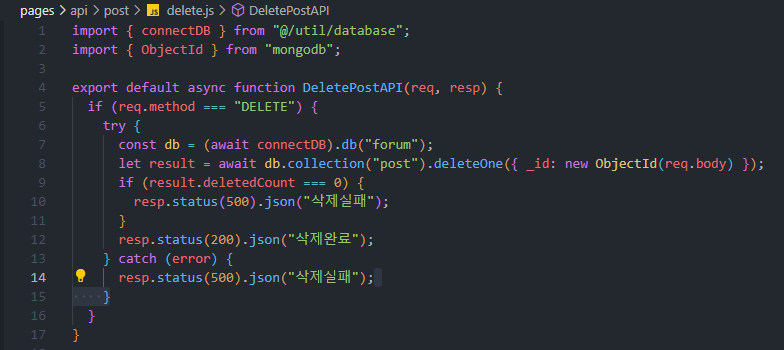 pages > api > post > JS delete.js > DeletePostAPI
1 import { connectDB } from "@/util/database";
2 import { ObjectId } from "mongodb";
3
4 export default async function DeletePostAPI(req, resp) {
5 if (req.method === "DELETE") {
6 try {
7 const db = (await connectDB).db("forum");
8 let result = await db.collection("post").deleteOne({ _id: new ObjectId(req.body) });
9 if (result.deletedCount === 0) {
10 resp.status(500).json("삭제실패");
11 }
12 resp.status(200).json("삭제완료");
13 } catch (error) {
14 resp.status(500).json("삭제실패");
15 }
16 }
17 }